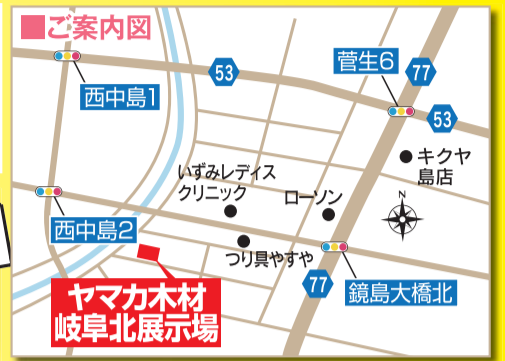 ■ご案内図
53
菅生6
77
西中島1
53
キクヤ
島店
いずみレディス
クリニック
ローソン
N
西中島2
つり具やすや
77
鏡島大橋北
ヤマカ木材
岐阜北展示場